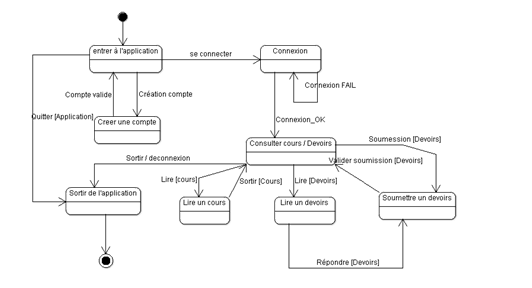 entrer à l'application
se connecter
Connexion
Connexion FAIL
Compte valide
Création compte
Quitter [Application]
Creer une compte
Connexion_OK
Soumession [Devoirs]
Consulter cours / Devoirs
Sortir / deconnexion
Valider soumission [Devoirs]
Lire [cours]
Sortir [Cours]
Lire [Devoirs]
Sortir de l'application
Lire un cours
Lire un devoirs
Soumettre un devoirs
Répondre [Devoirs]